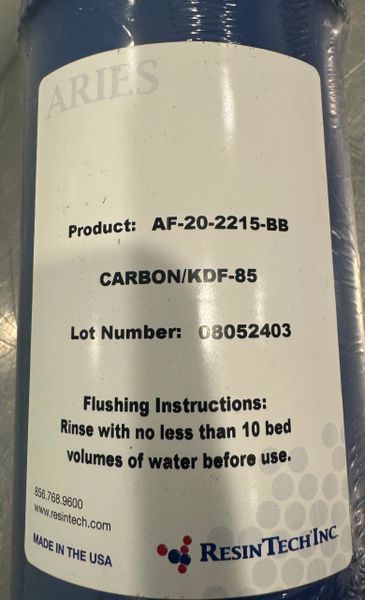 ARIES
Product: AF-20-2215-BB
CARBON/KDF-85
Lot Number: 08052403
Flushing Instructions:
Rinse with no less than 10 bed
volumes of water before use.
856.768.9600
www.resintech.com
MADE IN THE USA
RESINTECH INC.